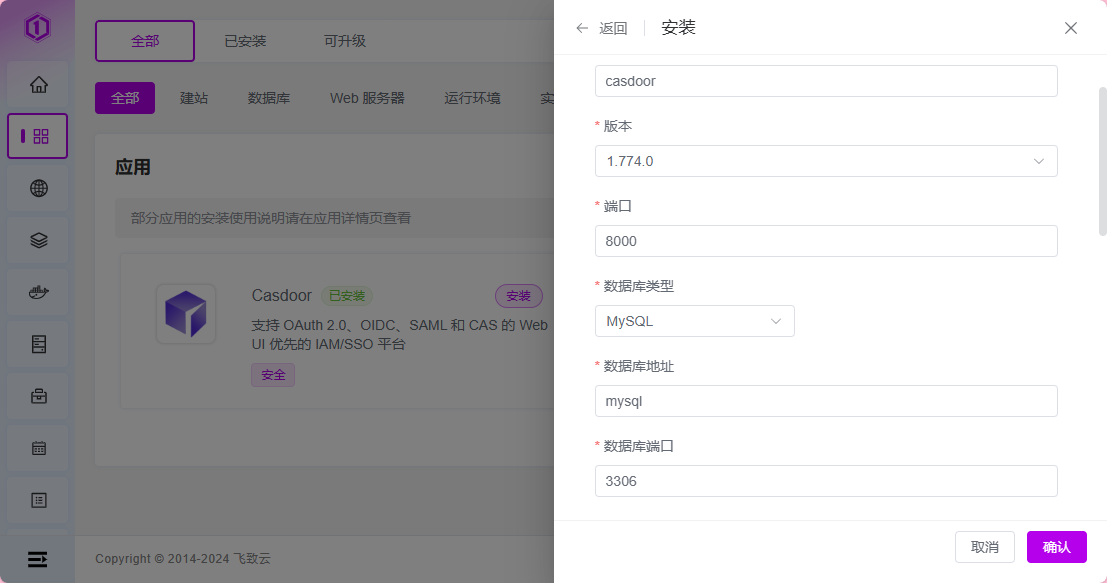 全部
已安装
可升级
全部
建站
数据库
Web 服务器
运行环境
实
应用
部分应用的安装使用说明请在应用详情页查看
Casdoor
已安装
安装
支持 OAuth 2.0、OIDC、SAML 和 CAS 的 Web
UI 优先的 IAM/SSO 平台
安全
Copyright © 2014-2024 飞致云
返回
安装
casdoor
* 版本
1.774.0
* 端口
8000
* 数据库类型
MySQL
* 数据库地址
mysql
* 数据库端口
3306
取消
确认